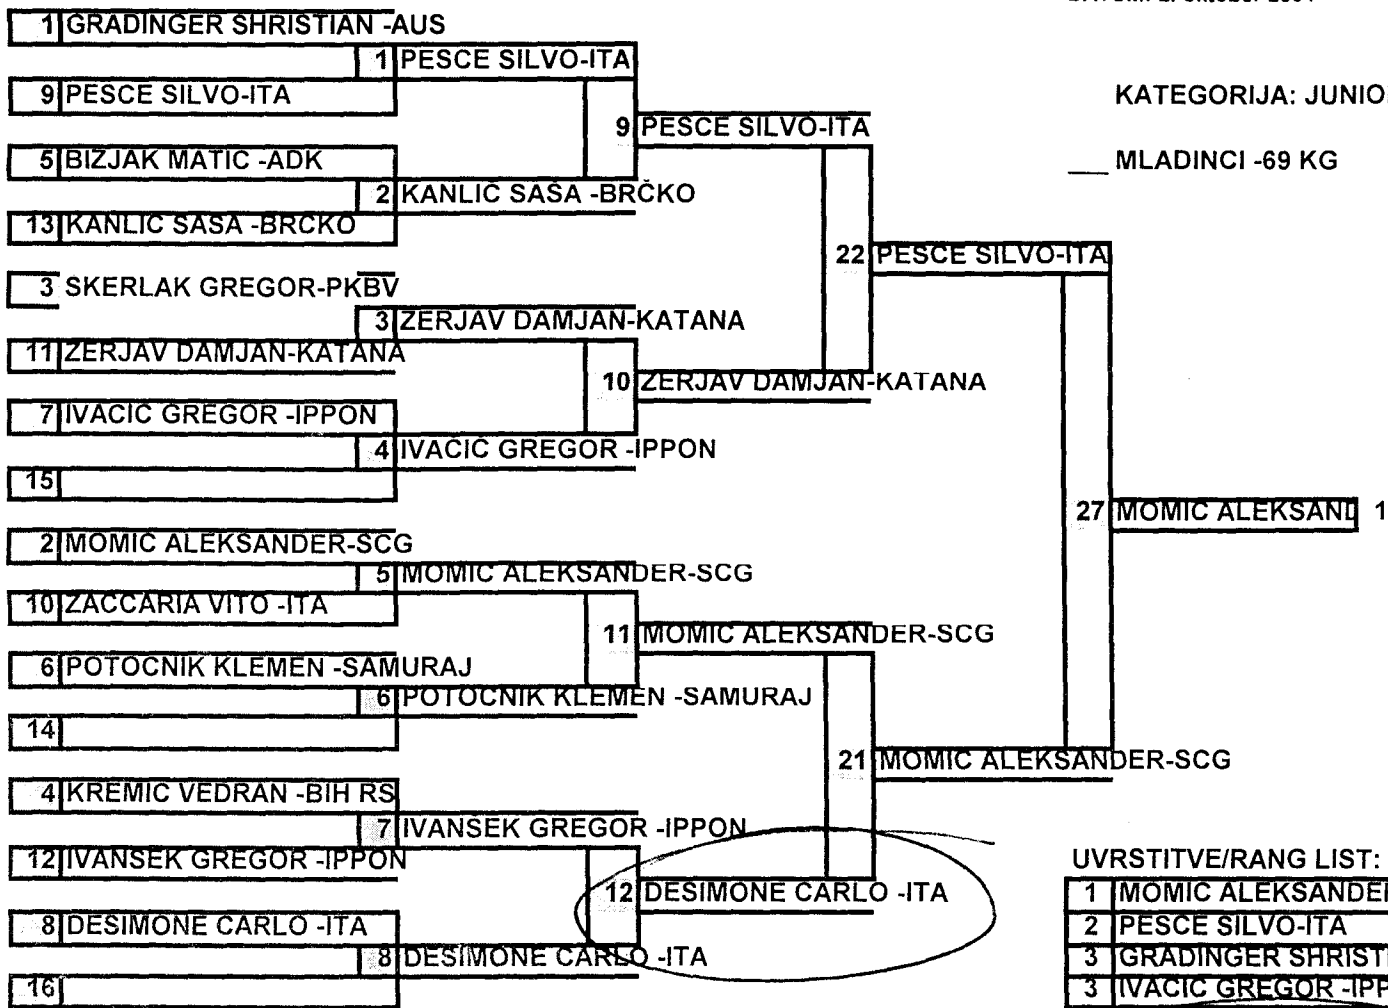 1 GRADINGER SHRISTIAN -AUS
1 PESCE SILVO-ITA
9 PESCE SILVO-ITA
KATEGORIJA: JUNIO
9 PESCE SILVO-ITA
5 BIZJAK MATIC -ADK
MLADINCI -69 KG
2 KANLIĆ SAŠA -BRČKO
13 KANLIC SASA -BRCKO
22 PESCE SILVO-ITA
3 SKERLAK GREGOR-PKBV
3 ZERJAV DAMJAN-KATANA
11 ZERJAV DAMJAN-KATANA
10 ZERJAV DAMJAN-KATANA
7 IVACIC GREGOR -IPPON
4 IVAČIČ GREGOR -IPPON
15
27 MOMIC ALEKSAND 1
2 MOMIC ALEKSANDER-SCG
5 MOMIC ALEKSANDER-SCG
10 ZACCARIA VITO -ITA
11 MOMIC ALEKSANDER-SCG
6 POTOCNIK KLEMEN -SAMURAJ
6 POTOCNIK KLEMEN -SAMURAJ
14
21 MOMIC ALEKSANDER-SCG
4 KREMIC VEDRAN -BIH RS
7 IVANSEK GREGOR -IPPON
12 IVANSEK GREGOR -IPPON
UVRSTITVE/RANG LIST:
12 DESIMONE CARLO -ITA
1 MOMIC ALEKSANDE
8 DESIMONE CARLO -ITA
2 PESCE SILVO-ITA
8 DESIMONE CARLO -ITA
3 GRADINGER SHRIST
16
3 IVACIC GREGOR -IPP